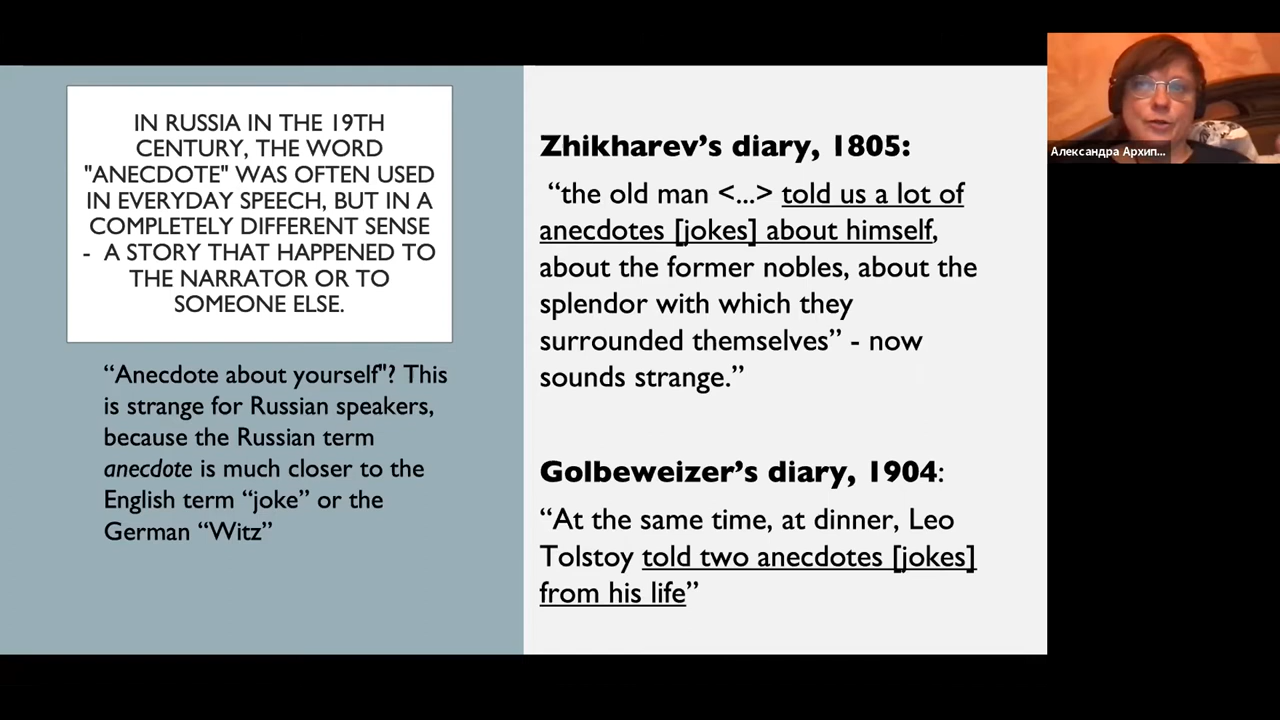 IN RUSSIA IN THE 19TH
CENTURY, THE WORD
"ANECDOTE" WAS OFTEN USED
IN EVERYDAY SPEECH, BUT IN A
COMPLETELY DIFFERENT SENSE
- A STORY THAT HAPPENED TO
THE NARRATOR OR TO
SOMEONE ELSE.
“Anecdote about yourself"? This
is strange for Russian speakers,
because the Russian term
anecdote is much closer to the
English term “joke” or the
German “Witz”
Zhikharev’s diary, 1805:
“the old man <...> told us a lot of
anecdotes [jokes] about himself,
about the former nobles, about the
splendor with which they
surrounded themselves” - now
sounds strange.”
Golbeweizer’s diary, 1904:
“At the same time, at dinner, Leo
Tolstoy told two anecdotes [jokes]
from his life”
Александра Архип...